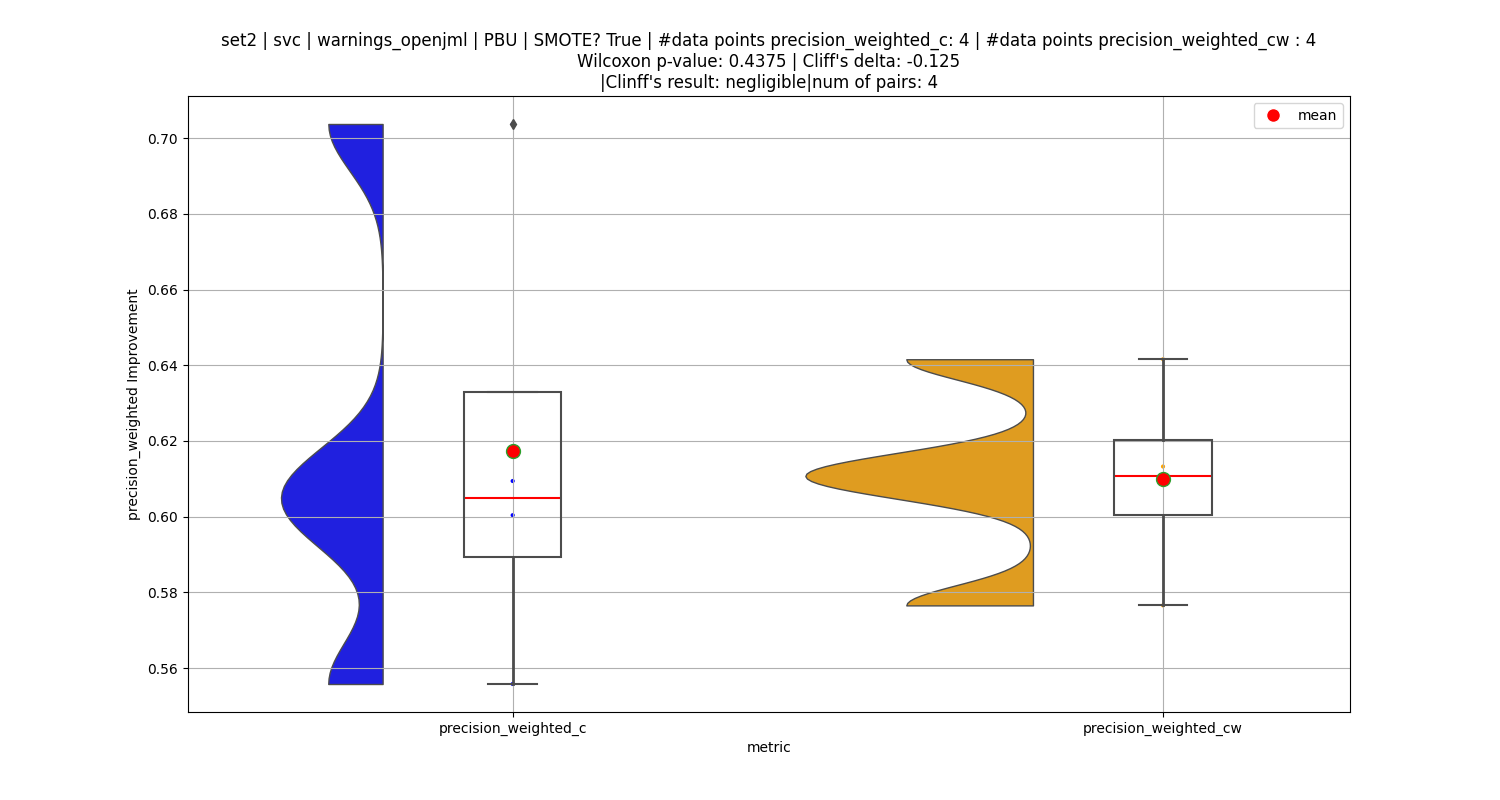 set2 | svc | warnings_openjml | PBU | SMOTE? True | #data points precision_weighted_c: 4 | #data points precision_weighted_cw : 4
Wilcoxon p-value: 0.4375 | Cliff's delta: -0.125
|Clinff's result: negligible|num of pairs: 4
mean
0.70
0.68
0.66
0.64
0.62
0.60
0.58
0.56
precision_weighted Improvement
precision_weighted_c
precision_weighted_cw
metric